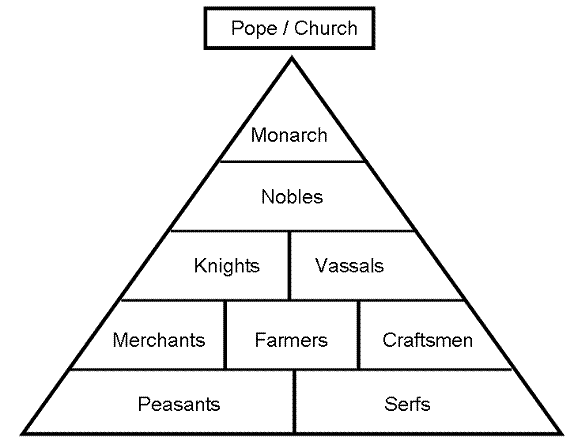 Pope / Church
Monarch
Nobles
Knights Vassals
Merchants Farmers Craftsmen
Peasants Serfs